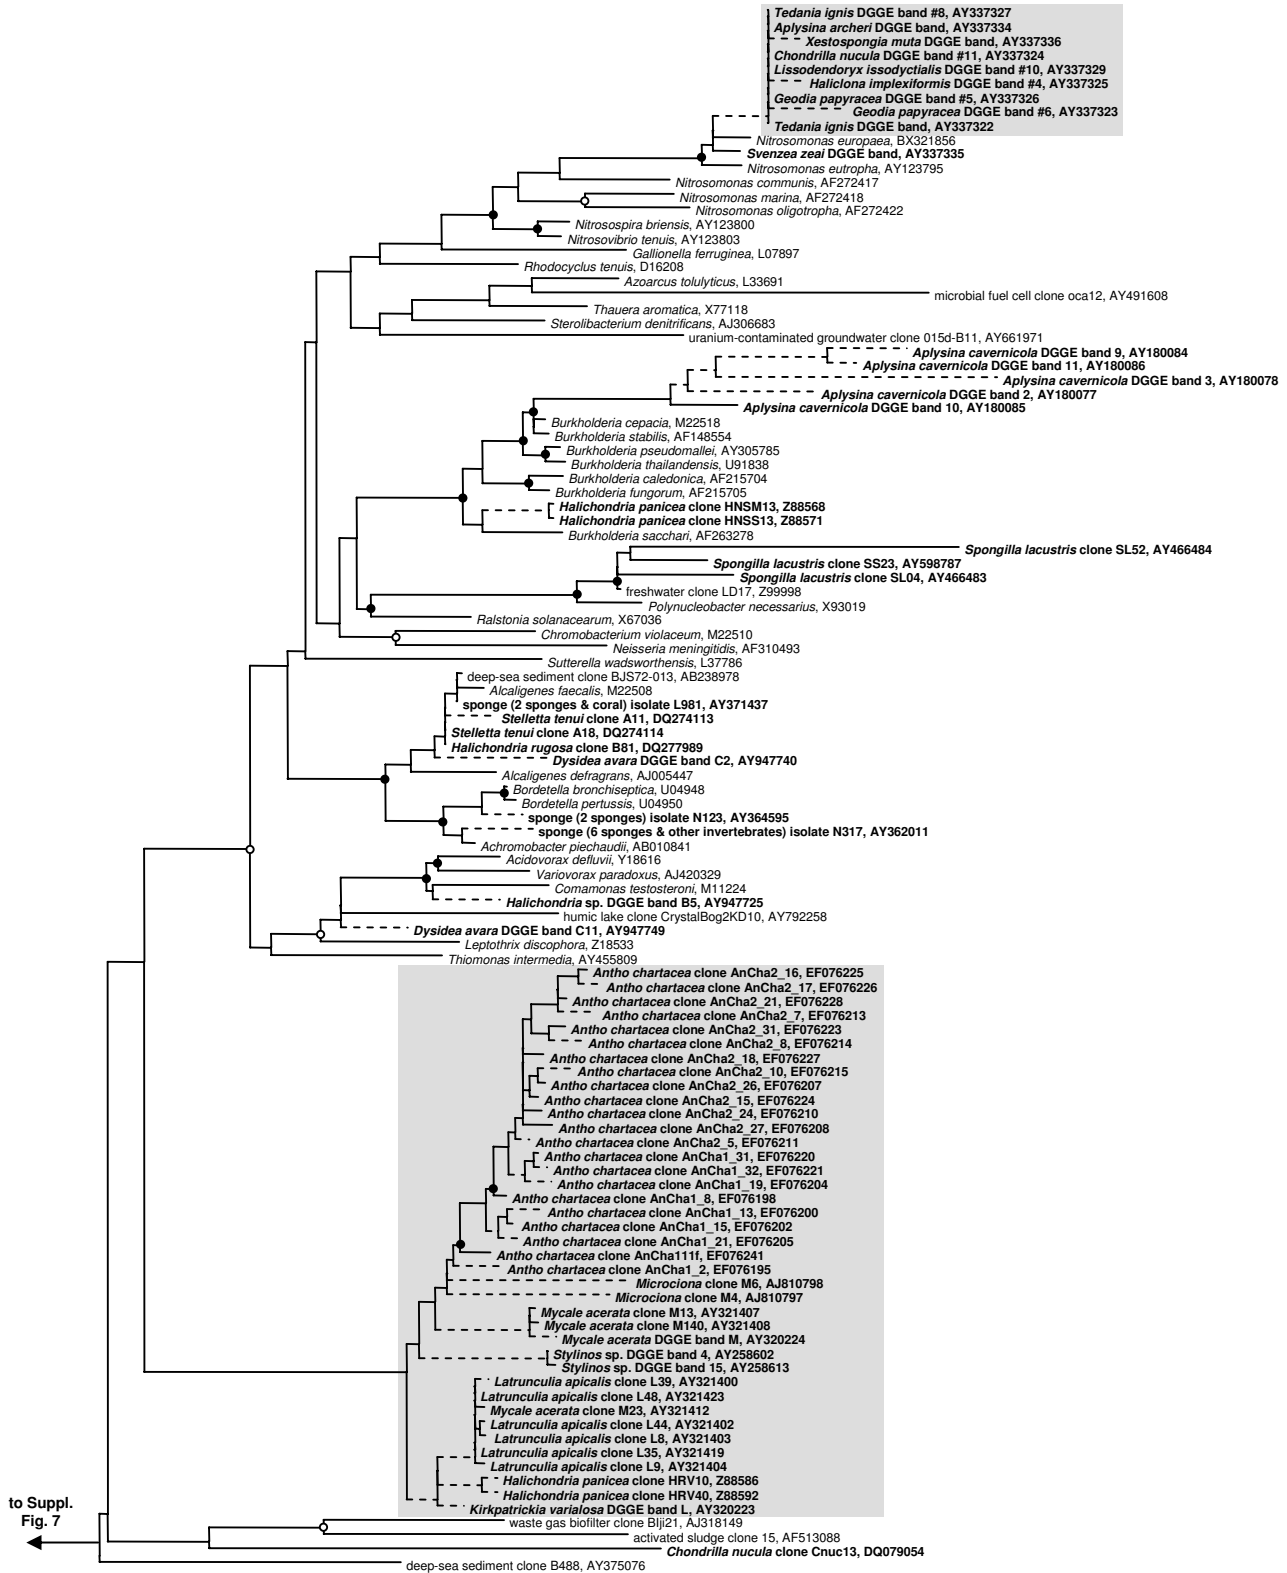 Tedania ignis DGGE band #8, AY337327
Aplysina archeri DGGE band, AY337334
Xestospongia muta DGGE band, AY337336
Chondrilla nucula DGGE band #11, AY337324
Lissodendoryx issodyctialis DGGE band #10, AY337329
Haliclona implexiformis DGGE band #4, AY337325
Geodia papyracea DGGE band #5, AY337326
Geodia papyracea DGGE band #6, AY337323
Tedania ignis DGGE band, AY337322
Nitrosomonas europaea, BX321856
Svenzea zeai DGGE band, AY337335
Nitrosomonas eutropha, AY123795
Nitrosomonas communis, AF272417
Nitrosomonas marina, AF272418
Nitrosomonas oligotropha, AF272422
Nitrosospira briensis, AY123800
Nitrosovibrio tenuis, AY123803
Gallionella ferruginea, L07897
Rhodocyclus tenuis, D16208
Azoarcus tolulyticus, L33691
microbial fuel cell clone oca12, AY491608
Thauera aromatica, X77118
Sterolibacterium denitrificans, AJ306683
uranium-contaminated groundwater clone 015d-B11, AY661971
Aplysina cavernicola DGGE band 9, AY180084
Aplysina cavernicola DGGE band 11, AY180086
Aplysina cavernicola DGGE band 3, AY180078
Aplysina cavernicola DGGE band 2, AY180077
Aplysina cavernicola DGGE band 10, AY180085
Burkholderia cepacia, M22518
Burkholderia stabilis, AF148554
Burkholderia pseudomallei, AY305785
Burkholderia thailandensis, U91838
Burkholderia caledonica, AF215704
Burkholderia fungorum, AF215705
Halichondria panicea clone HNSM13, Z88568
Halichondria panicea clone HNSS13, Z88571
Burkholderia sacchari, AF263278
Spongilla lacustris clone SL52, AY466484
Spongilla lacustris clone SS23, AY598787
Spongilla lacustris clone SL04, AY466483
freshwater clone LD17, Z99998
Polynucleobacter necessarius, X93019
Ralstonia solanacearum, X67036
Chromobacterium violaceum, M22510
Neisseria meningitidis, AF310493
Sutterella wadsworthensis, L37786
deep-sea sediment clone BJS72-013, AB238978
Alcaligenes faecalis, M22508
sponge (2 sponges & coral) isolate L981, AY371437
Stelletta tenui clone A11, DQ274113
Stelletta tenui clone A18, DQ274114
Halichondria rugosa clone B81, DQ277989
Dysidea avara DGGE band C2, AY947740
Alcaligenes defragrans, AJ005447
Bordetella bronchiseptica, U04948
Bordetella pertussis, U04950
sponge (2 sponges) isolate N123, AY364595
sponge (6 sponges & other invertebrates) isolate N317, AY362011
Achromobacter piechaudii, AB010841
Acidovorax defluvii, Y18616
Variovorax paradoxus, AJ420329
Comamonas testosteroni, M11224
Halichondria sp. DGGE band B5, AY947725
humic lake clone CrystalBog2KD10, AY792258
Dysidea avara DGGE band C11, AY947749
Leptothrix discophora, Z18533
Thiomonas intermedia, AY455809
Antho chartacea clone AnCha2_16, EF076225
Antho chartacea clone AnCha2_17, EF076226
Antho chartacea clone AnCha2_21, EF076228
Antho chartacea clone AnCha2_7, EF076213
Antho chartacea clone AnCha2_31, EF076223
Antho chartacea clone AnCha2_8, EF076214
Antho chartacea clone AnCha2_18, EF076227
Antho chartacea clone AnCha2_10, EF076215
Antho chartacea clone AnCha2_26, EF076207
Antho chartacea clone AnCha2_15, EF076224
Antho chartacea clone AnCha2_24, EF076210
Antho chartacea clone AnCha2_27, EF076208
Antho chartacea clone AnCha2_5, EF076211
Antho chartacea clone AnCha1_31, EF076220
Antho chartacea clone AnCha1_32, EF076221
Antho chartacea clone AnCha1_19, EF076204
Antho chartacea clone AnCha1_8, EF076198
Antho chartacea clone AnCha1_13, EF076200
Antho chartacea clone AnCha1_15, EF076202
Antho chartacea clone AnCha1_21, EF076205
Antho chartacea clone AnCha111f, EF076241
Antho chartacea clone AnCha1_2, EF076195
Microciona clone M6, AJ810798
Microciona clone M4, AJ810797
Mycale acerata clone M13, AY321407
Mycale acerata clone M140, AY321408
Mycale acerata DGGE band M, AY320224
Stylinos sp. DGGE band 4, AY258602
Stylinos sp. DGGE band 15, AY258613
Latrunculia apicalis clone L39, AY321400
Latrunculia apicalis clone L48, AY321423
Mycale acerata clone M23, AY321412
Latrunculia apicalis clone L44, AY321402
Latrunculia apicalis clone L8, AY321403
Latrunculia apicalis clone L35, AY321419
Latrunculia apicalis clone L9, AY321404
Halichondria panicea clone HRV10, Z88586
Halichondria panicea clone HRV40, Z88592
Kirkpatrickia varialosa DGGE band L, AY320223
waste gas biofilter clone BIji21, AJ318149
activated sludge clone 15, AF513088
Chondrilla nucula clone Cnuc13, DQ079054
deep-sea sediment clone B488, AY375076
to Suppl.
Fig. 7